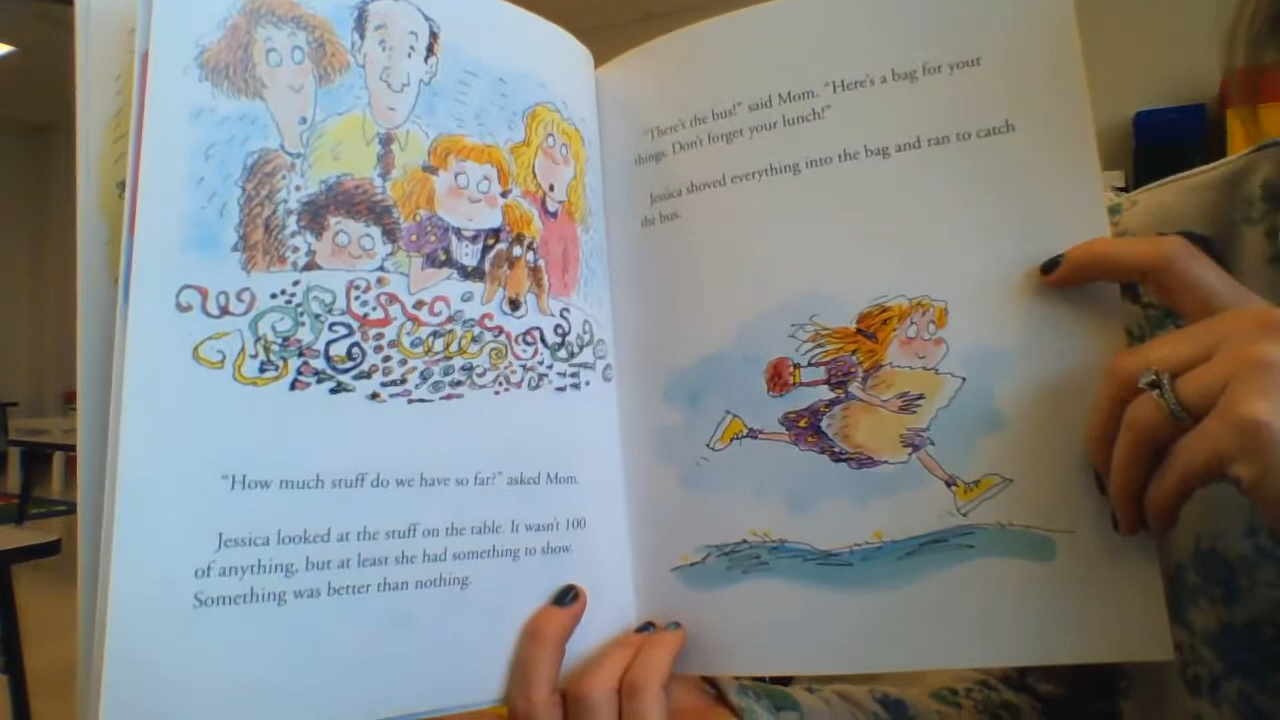 "How much stuff do we have so far?" asked Mom.
Jessica looked at the stuff on the table. It wasn't 100
of anything, but at least she had something to show.
Something was better than nothing.
"There's the bus!" said Mom. "Here's a bag for your
things. Don't forget your lunch!"
Jessica shoved everything into the bag and ran to catch
the bus.